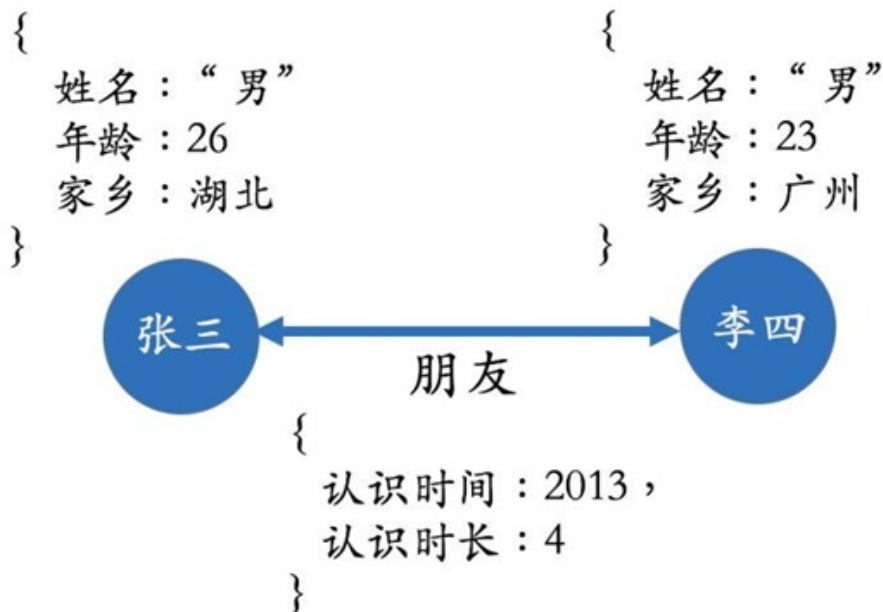 {
姓名：“男”
年龄：26
家乡：湖北
}
{
姓名：“男”
年龄：23
家乡：广州
}
张三
李四
朋友
{
认识时间：2013，
认识时长：4
}